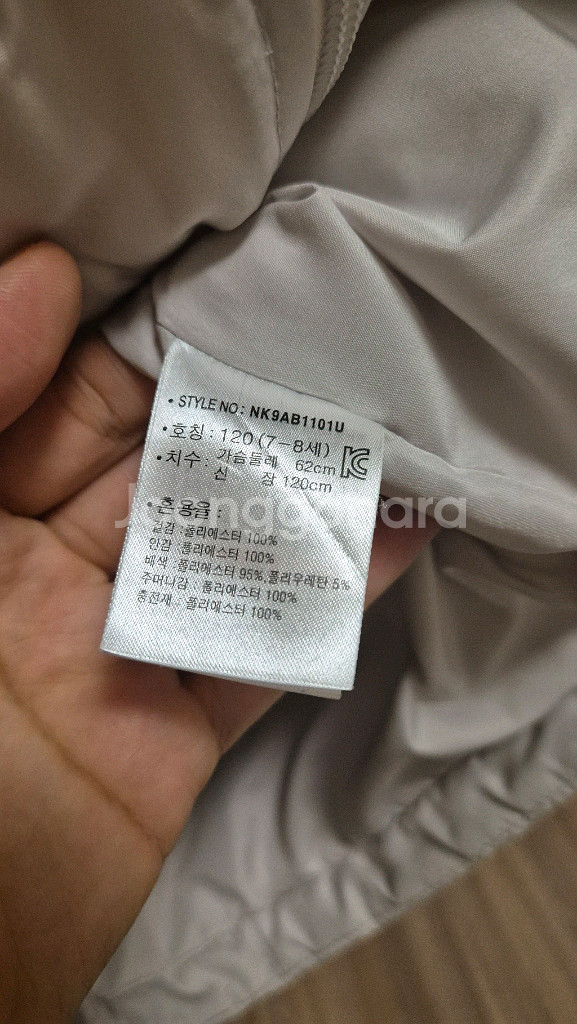 • STYLE NO: NK9AB1101U
• 호칭 : 120 (7-8세)
• 치수 : 가슴둘레 62cm
신 장 120cm
• 혼용율 :
겉감 : 폴리에스터 100%
안감 : 폴리에스터 100%
배색 : 폴리에스터 95%, 폴리우레탄 5%
주머니감 : 폴리에스터 100%
충전재 : 폴리에스터 100%
Joonggonara